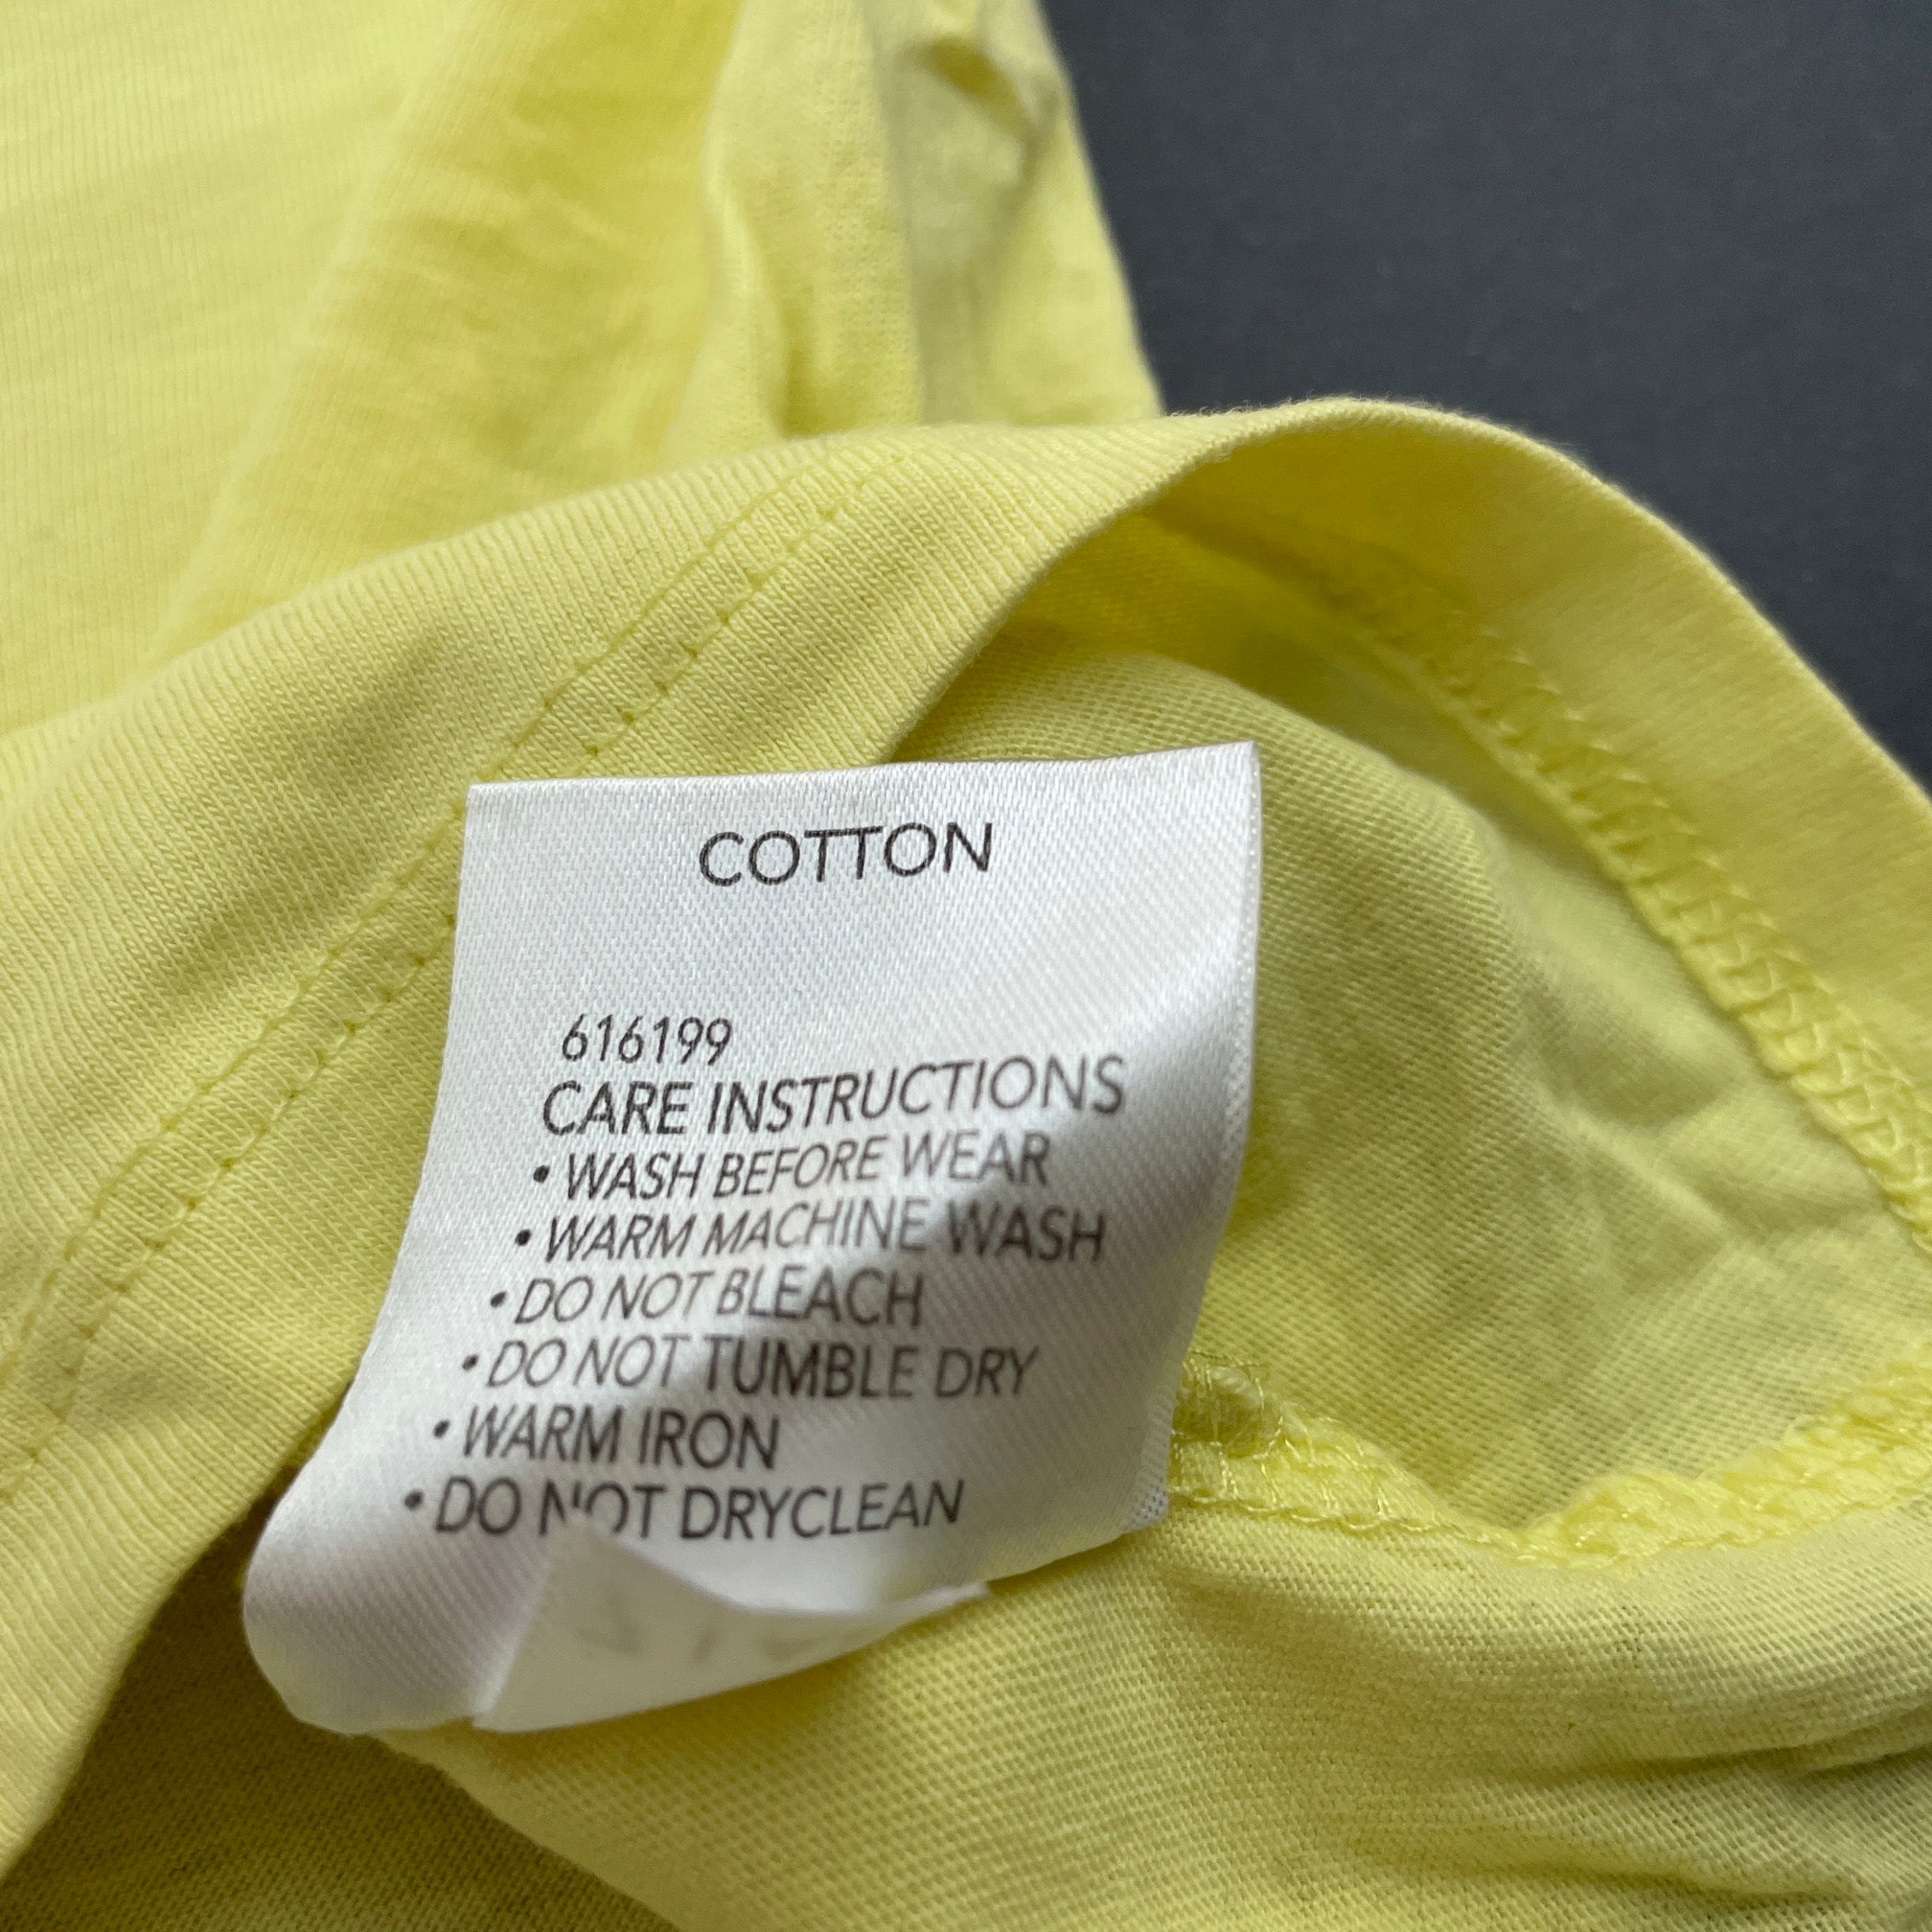 COTTON
616199
CARE INSTRUCTIONS
• WASH BEFORE WEAR
• WARM MACHINE WASH
• DO NOT BLEACH
• DO NOT TUMBLE DRY
• WARM IRON
• DO NOT DRYCLEAN